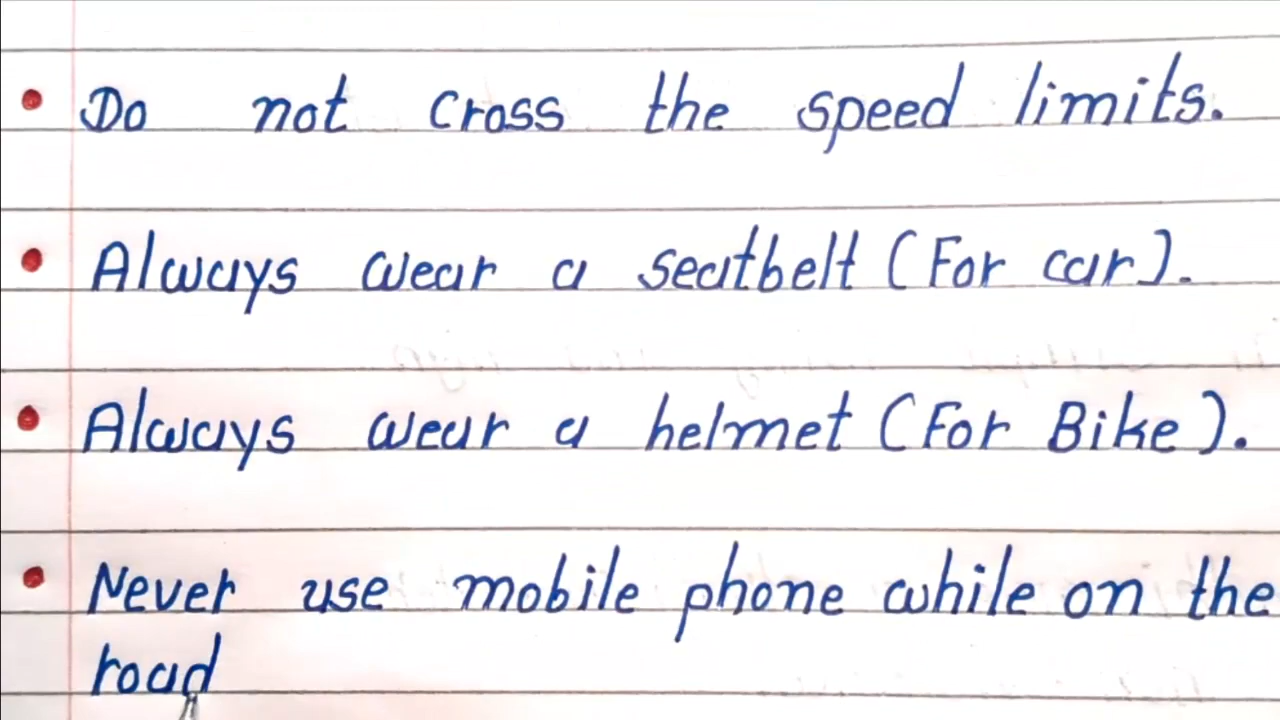 • Do not cross the speed limits.
• Always wear a seatbelt (For car).
• Always wear a helmet (For Bike).
• Never use mobile phone while on the
road